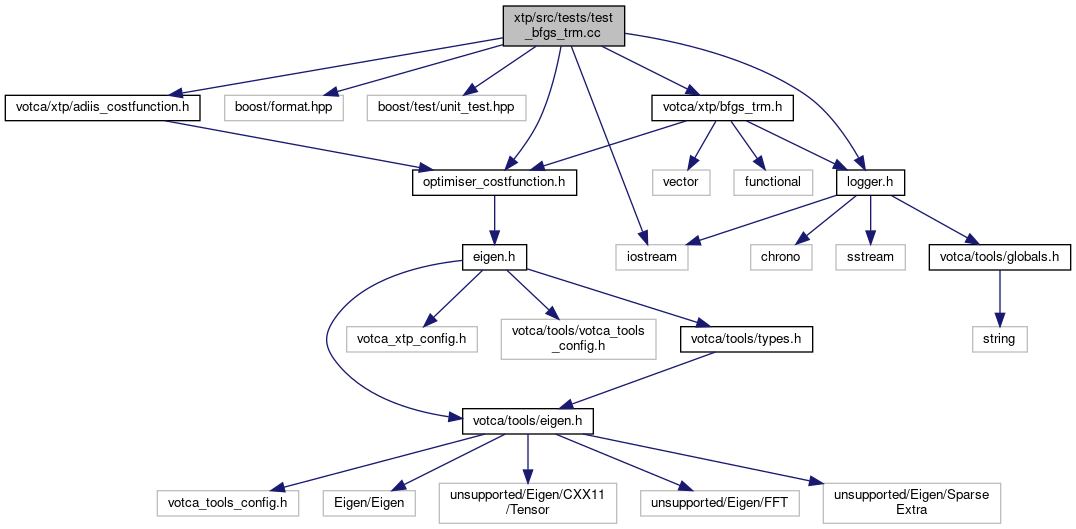 xtp/src/tests/test
_bfgs_trm.cc
votca/xtp/adiis_costfunction.h
boost/format.hpp
boost/test/unit_test.hpp
votca/xtp/bfgs_trm.h
optimiser_costfunction.h
vector
functional
logger.h
eigen.h
iostream
chrono
sstream
votca/tools/globals.h
votca_xtp_config.h
votca/tools/votca_tools
_config.h
votca/tools/types.h
string
votca/tools/eigen.h
votca_tools_config.h
Eigen/Eigen
unsupported/Eigen/CXX11
/Tensor
unsupported/Eigen/FFT
unsupported/Eigen/Sparse
Extra